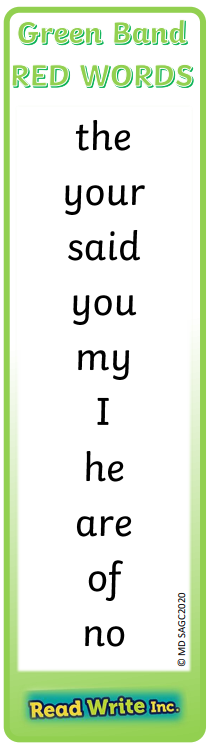 Green Band
RED WORDS
the
your
said
you
my
I
he
are
of
no
© MD SAGC2020
Read Write Inc.